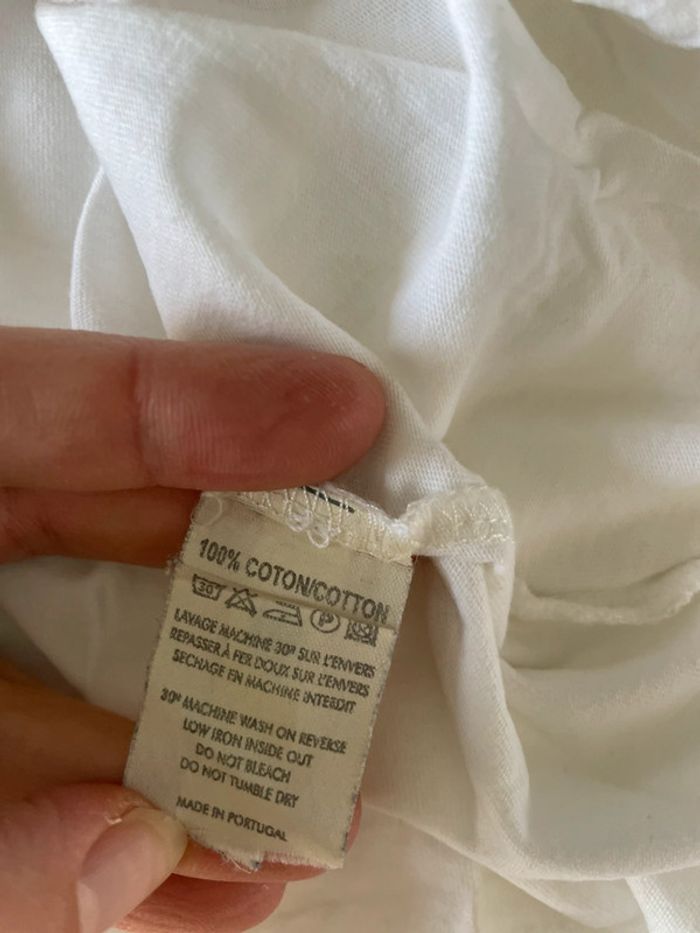 100% COTON/COTTON
30 P
LAVAGE MACHINE 30° SUR L'ENVERS
REPASSER À FER DOUX SUR L'ENVERS
SECHAGE EN MACHINE INTERDIT
30° MACHINE WASH ON REVERSE
LOW IRON INSIDE OUT
DO NOT BLEACH
DO NOT TUMBLE DRY
MADE IN PORTUGAL